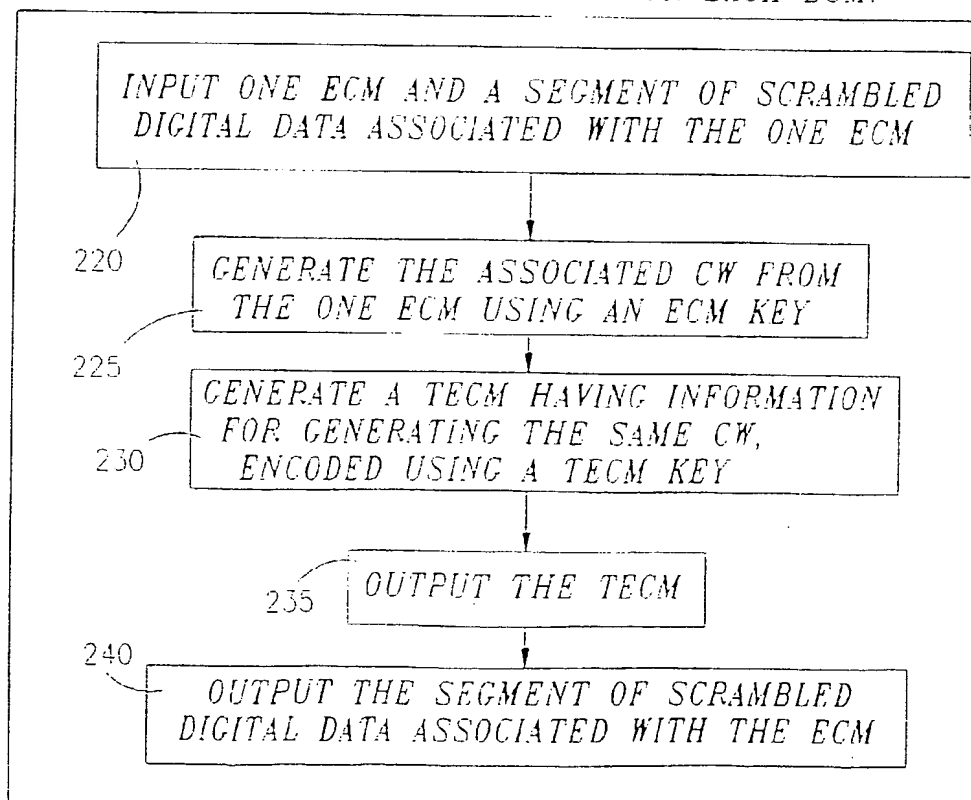 EACH ECM:
INPUT ONE ECM AND A SEGMENT OF SCRAMBLED
DIGITAL DATA ASSOCIATED WITH THE ONE ECM
220
GENERATE THE ASSOCIATED CW FROM
THE ONE ECM USING AN ECM KEY
225
GENERATE A TECM HAVING INFORMATION
FOR GENERATING THE SAME CW,
ENCODED USING A TECM KEY
230
OUTPUT THE TECM
235
240
OUTPUT THE SEGMENT OF SCRAMBLED
DIGITAL DATA ASSOCIATED WITH THE ECM